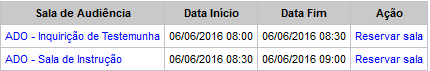 Sala de Audiência Data Início Data Fim Ação
ADO - Inquirição de Testemunha 06/06/2016 08:00 06/06/2016 08:30 Reservar sala
ADO - Sala de Instrução 06/06/2016 08:30 06/06/2016 09:00 Reservar sala